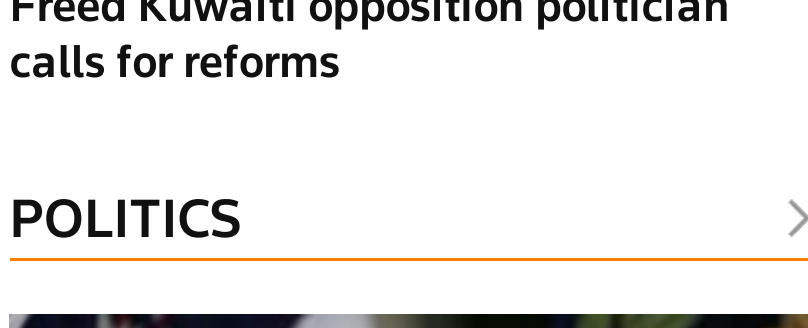 Freed Kuwaiti opposition politician
calls for reforms
POLITICS